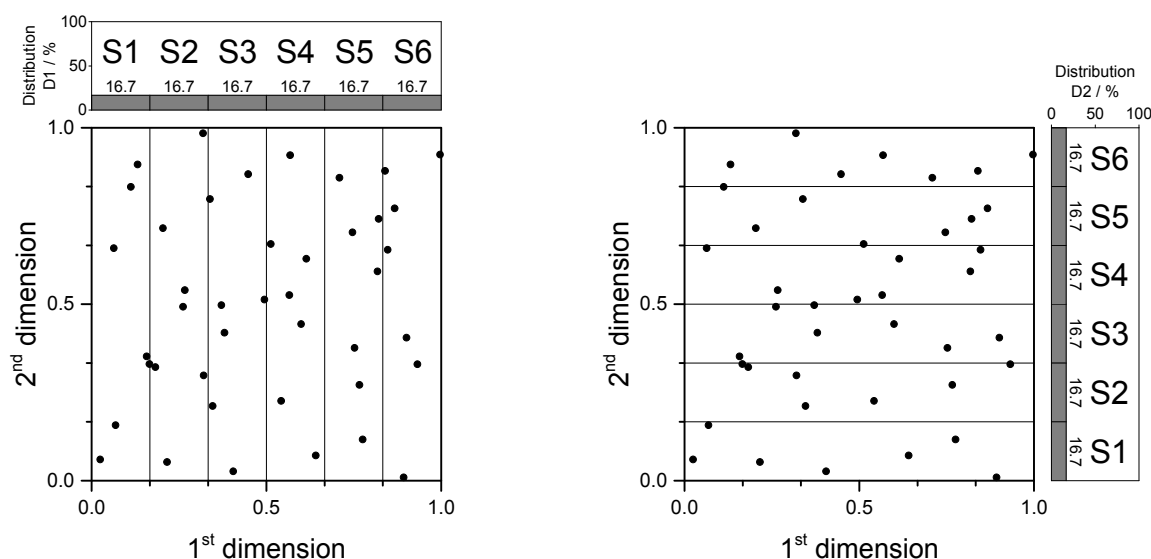 Distribution
D1 / %
100
50
0
S1 S2 S3 S4 S5 S6
16.7 16.7 16.7 16.7 16.7 16.7
1.0
0.5
0.0
2nd dimension
0.0 0.5 1.0
1st dimension
Distribution
D2 / %
0 50 100
1.0
0.5
0.0
2nd dimension
16.7 S6
16.7 S5
16.7 S4
16.7 S3
16.7 S2
16.7 S1
0.0 0.5 1.0
1st dimension